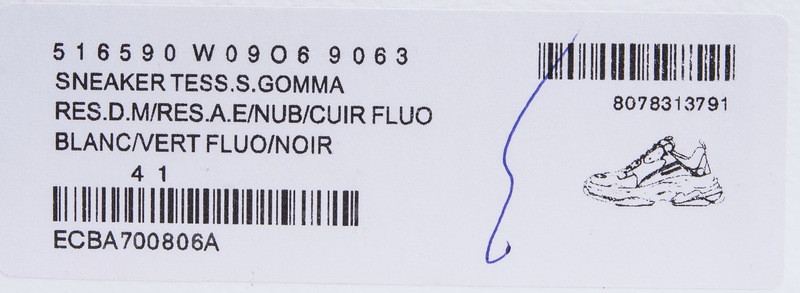 516590 W09O6 9063
SNEAKER TESS.S.GOMMA
RES.D.M/RES.A.E/NUB/CUIR FLUO
BLANC/VERT FLUO/NOIR
41
ECBA700806A
8078313791